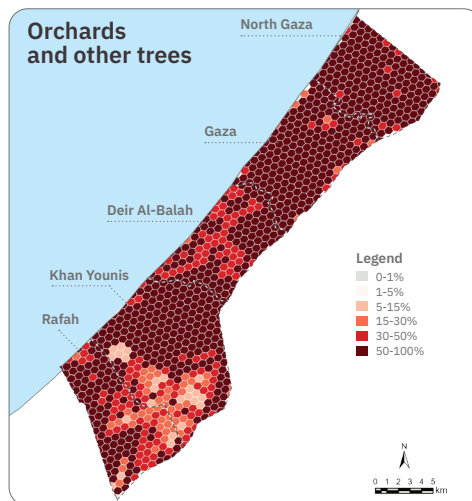 Orchards
and other trees
North Gaza
Gaza
Deir Al-Balah
Khan Younis
Rafah
Legend
0-1%
1-5%
5-15%
15-30%
30-50%
50-100%
N
0 1 2 3 4 5
km